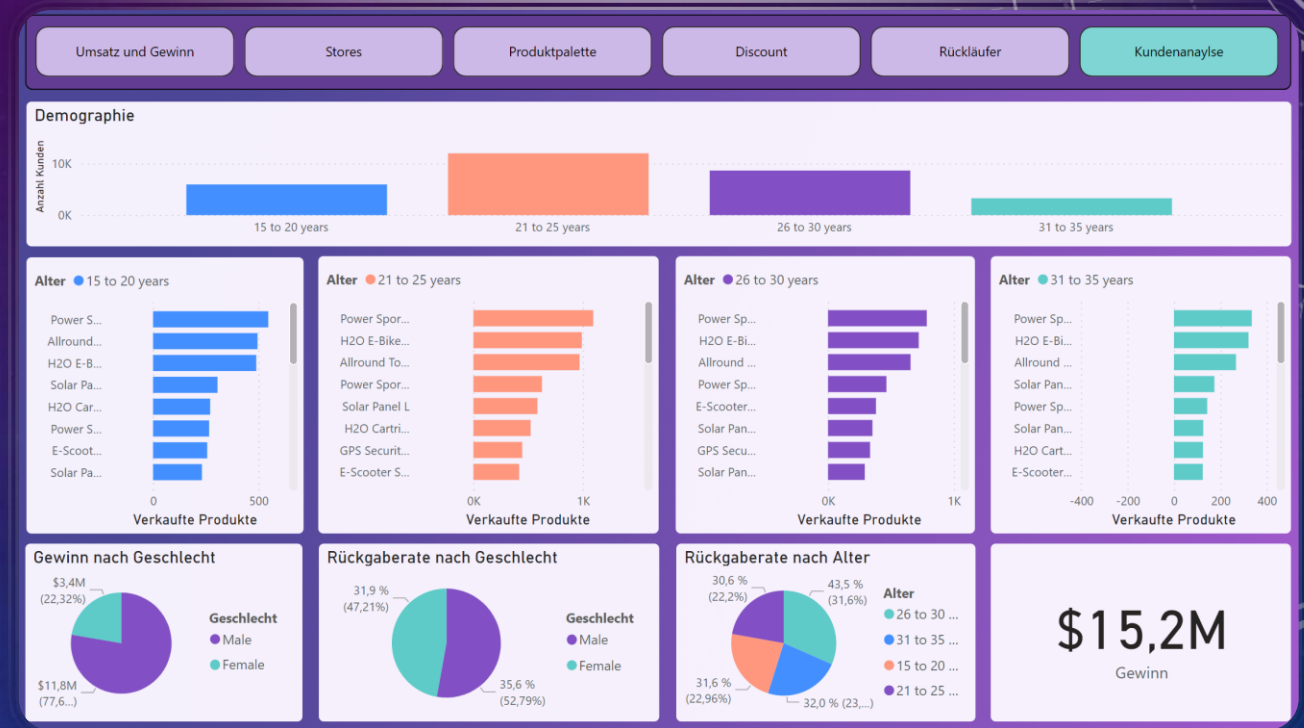 Umsatz und Gewinn
Stores
Produktpalette
Discount
Rückläufer
Kundenanaylse
Demographie
Anzahl Kunden
10K
0K
15 to 20 years
21 to 25 years
26 to 30 years
31 to 35 years
Alter 15 to 20 years
Power S...
Allround...
H2O E-B...
Solar Pa...
H2O Car...
Power S...
E-Scoot...
Solar Pa...
0 500
Verkaufte Produkte
Alter 21 to 25 years
Power Spor...
H2O E-Bike...
Allround To...
Power Spor...
Solar Panel L
H2O Cartri...
GPS Securit...
E-Scooter S...
0K 1K
Verkaufte Produkte
Alter 26 to 30 years
Power Sp...
H2O E-Bi...
Allround ...
Power Sp...
E-Scooter...
Solar Pan...
GPS Secu...
Solar Pan...
0K 1K
Verkaufte Produkte
Alter 31 to 35 years
Power Sp...
H2O E-Bi...
Allround ...
Solar Pan...
Power Sp...
Solar Pan...
H2O Cart...
E-Scooter...
-400 -200 0 200 400
Verkaufte Produkte
Gewinn nach Geschlecht
$3,4M
(22,32%)
$11,8M
(77,6...)
Geschlecht
Male
Female
Rückgaberate nach Geschlecht
31,9 %
(47,21%)
35,6 %
(52,79%)
Geschlecht
Male
Female
Rückgaberate nach Alter
30,6 %
(22,2%)
43,5 %
(31,6%)
31,6 %
(22,96%)
32,0 % (23,...)
Alter
26 to 30 ...
31 to 35 ...
15 to 20 ...
21 to 25 ...
$15,2M
Gewinn